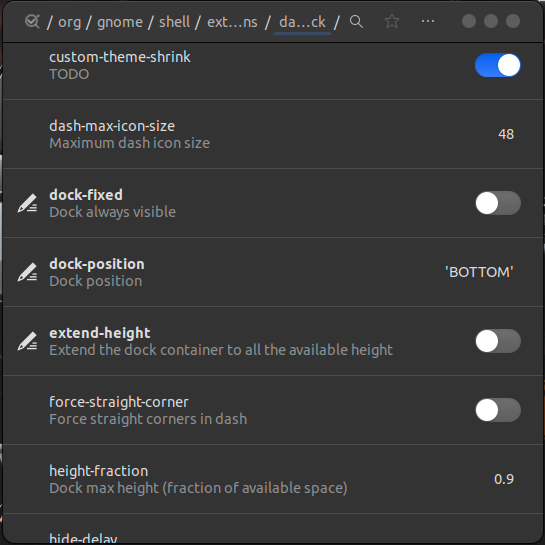 / org / gnome / shell / ext…ns / da…ck /
custom-theme-shrink
TODO
dash-max-icon-size
Maximum dash icon size
48
dock-fixed
Dock always visible
dock-position
Dock position
'BOTTOM'
extend-height
Extend the dock container to all the available height
force-straight-corner
Force straight corners in dash
height-fraction
Dock max height (fraction of available space)
0.9
hide-delay